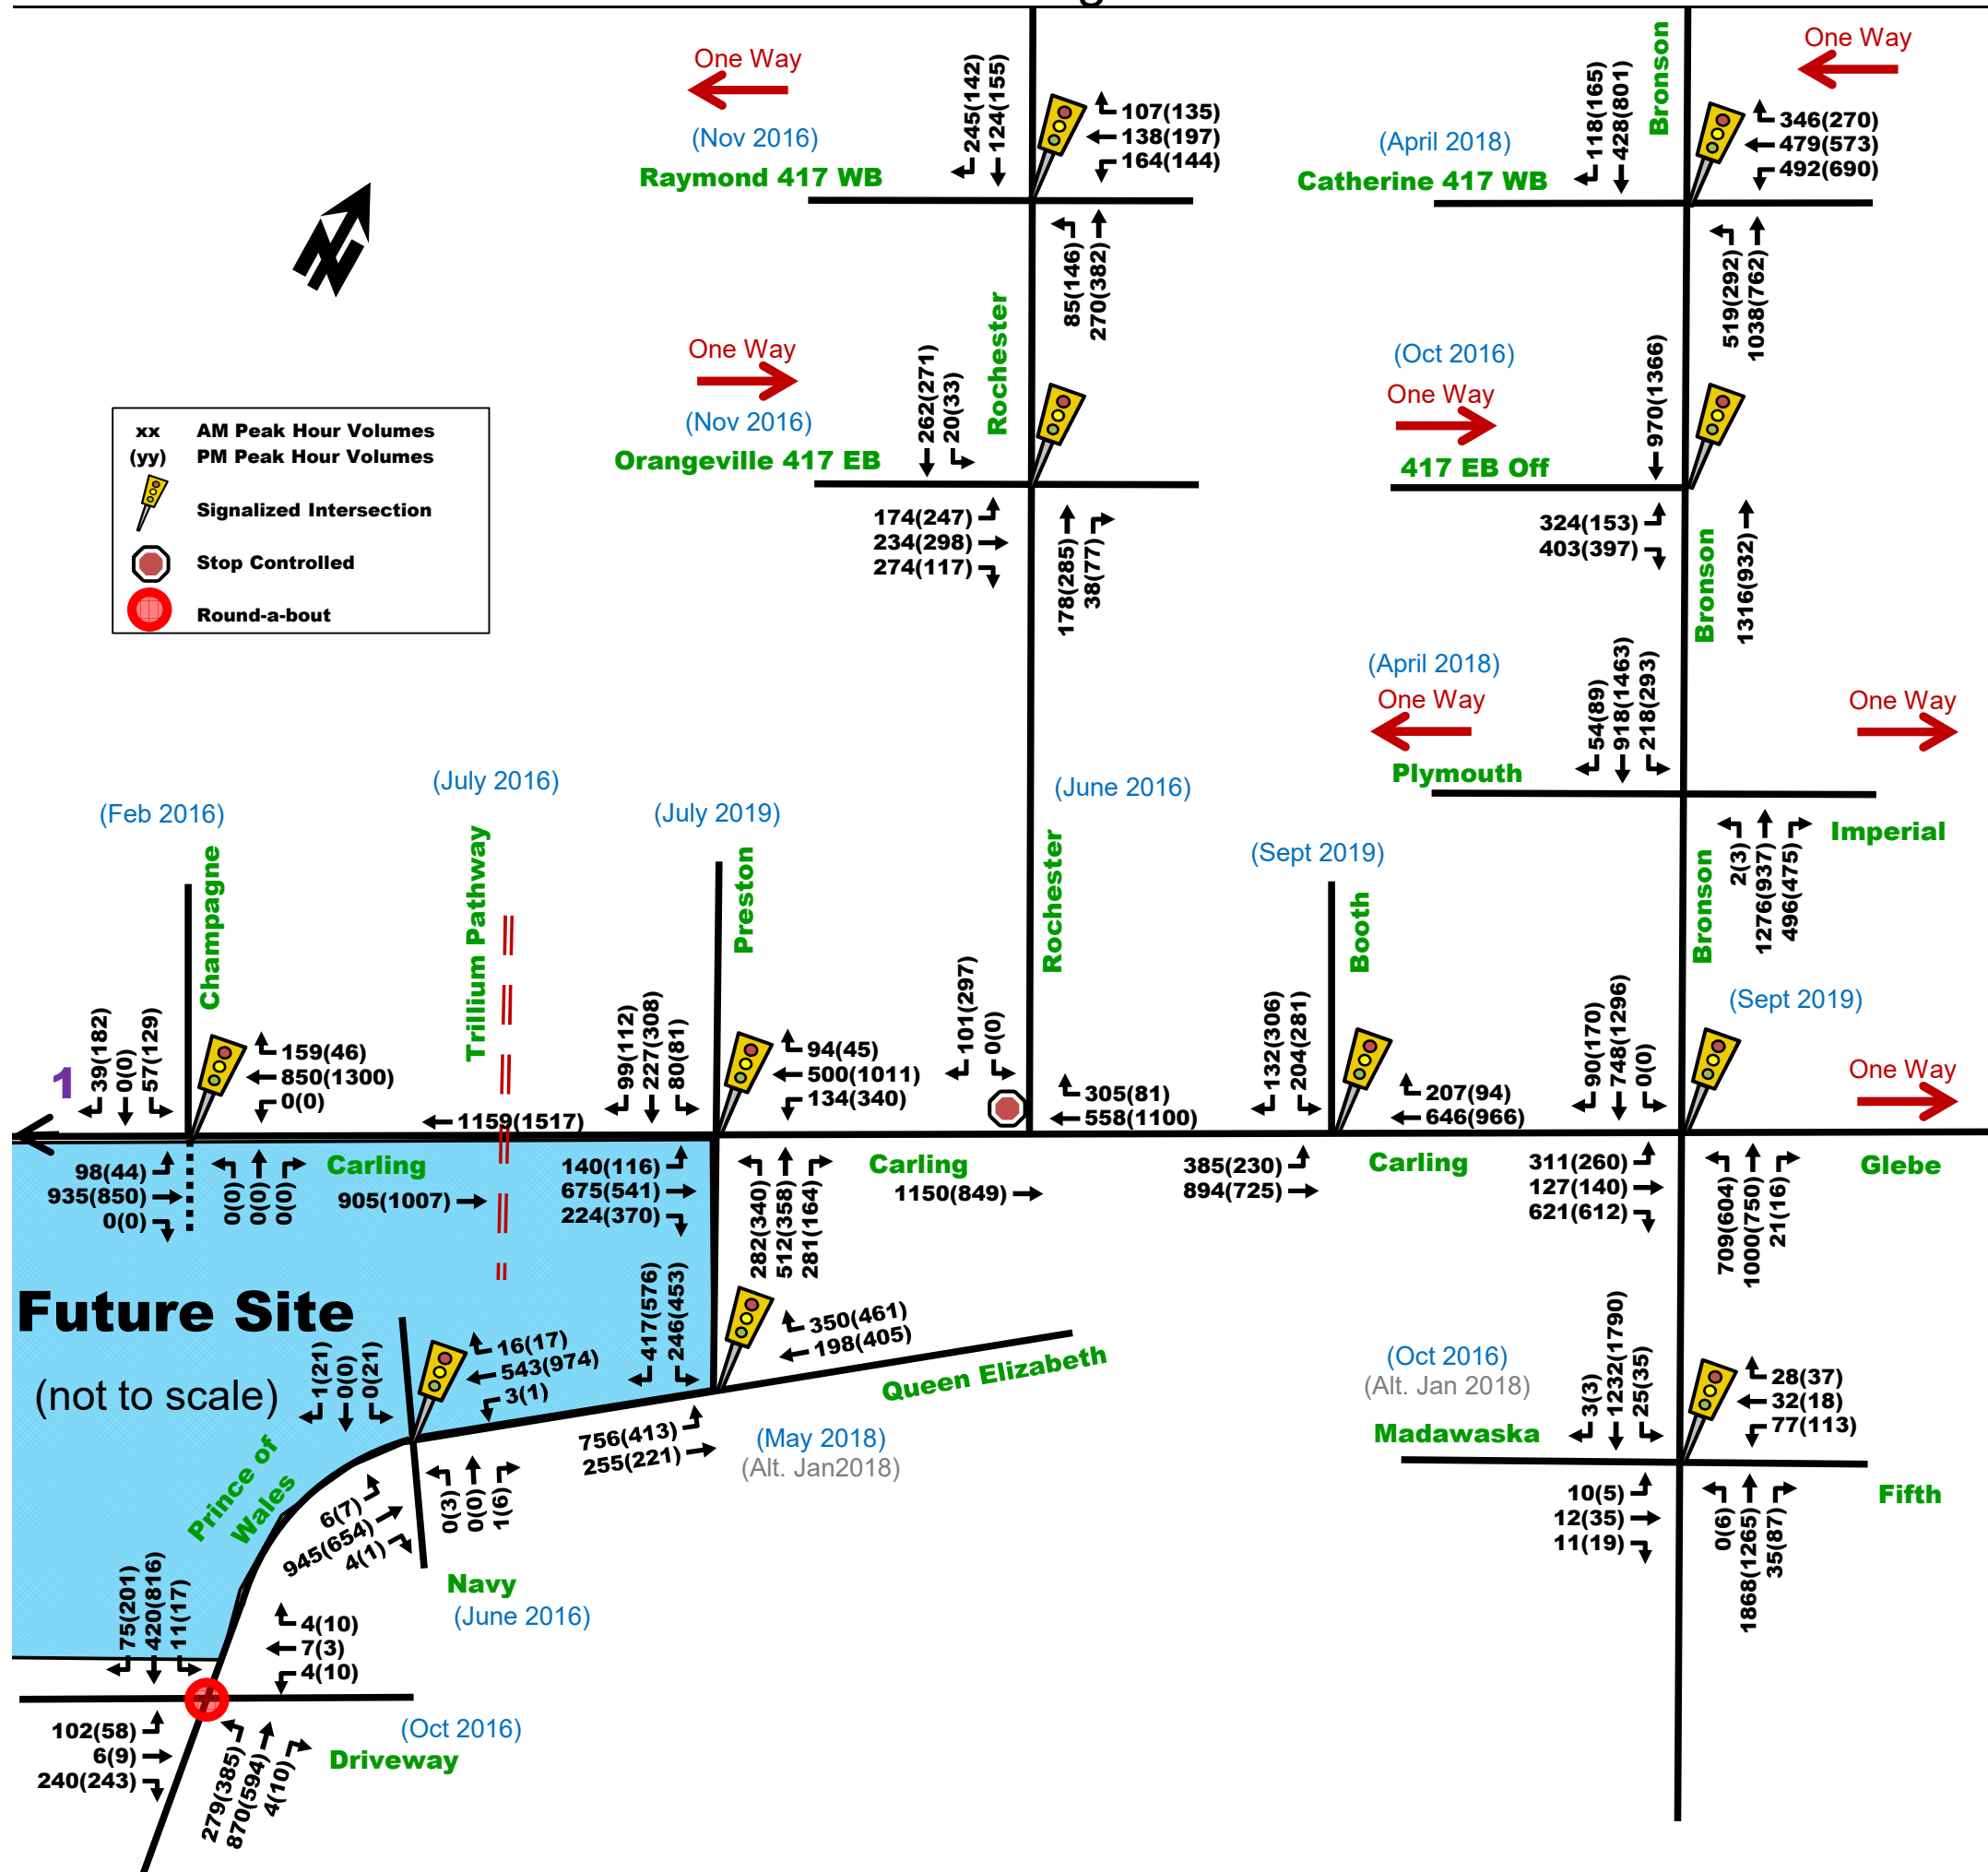 One Way
(Nov 2016)
Raymond 417 WB
245(142)
124(155)
107(135)
138(197)
164(144)
85(146)
270(382)
(April 2018)
Catherine 417 WB
118(165)
428(801)
Bronson
One Way
346(270)
479(573)
492(690)
519(292)
1038(762)
One Way
(Nov 2016)
Orangeville 417 EB
262(271)
20(33)
Rochester
174(247)
234(298)
274(117)
178(285)
38(77)
(Oct 2016)
One Way
417 EB Off
970(1366)
324(153)
403(397)
Bronson
1316(932)
xx AM Peak Hour Volumes
(yy) PM Peak Hour Volumes
Signalized Intersection
Stop Controlled
Round-a-bout
(April 2018)
One Way
Plymouth
54(89)
918(1463)
218(293)
One Way
Imperial
2(3)
1276(937)
496(475)
Bronson
(Feb 2016)
Champagne
1
39(182)
0(0)
57(129)
159(46)
850(1300)
0(0)
98(44)
935(850)
0(0)
0(0)
0(0)
0(0)
Carling
(July 2016)
Trillium Pathway
1159(1517)
905(1007)
(July 2019)
Preston
99(112)
227(308)
80(81)
94(45)
500(1011)
134(340)
140(116)
675(541)
224(370)
282(340)
512(358)
281(164)
Carling
1150(849)
(June 2016)
Rochester
101(297)
0(0)
305(81)
558(1100)
(Sept 2019)
Booth
132(306)
204(281)
207(94)
646(966)
385(230)
894(725)
Carling
90(170)
748(1296)
0(0)
(Sept 2019)
One Way
Glebe
311(260)
127(140)
621(612)
709(604)
1000(750)
21(16)
Future Site
(not to scale)
1(21)
0(0)
0(21)
16(17)
543(974)
3(1)
Prince of
Wales
6(7)
945(654)
4(1)
0(3)
0(0)
1(6)
Navy
(June 2016)
417(576)
246(453)
350(461)
198(405)
Queen Elizabeth
756(413)
255(221)
(May 2018)
(Alt. Jan2018)
(Oct 2016)
(Alt. Jan 2018)
Madawaska
3(3)
1232(1790)
25(35)
28(37)
32(18)
77(113)
10(5)
12(35)
11(19)
0(6)
1868(1265)
35(87)
Fifth
75(201)
420(816)
11(17)
4(10)
7(3)
4(10)
102(58)
6(9)
240(243)
279(385)
870(594)
4(10)
(Oct 2016)
Driveway